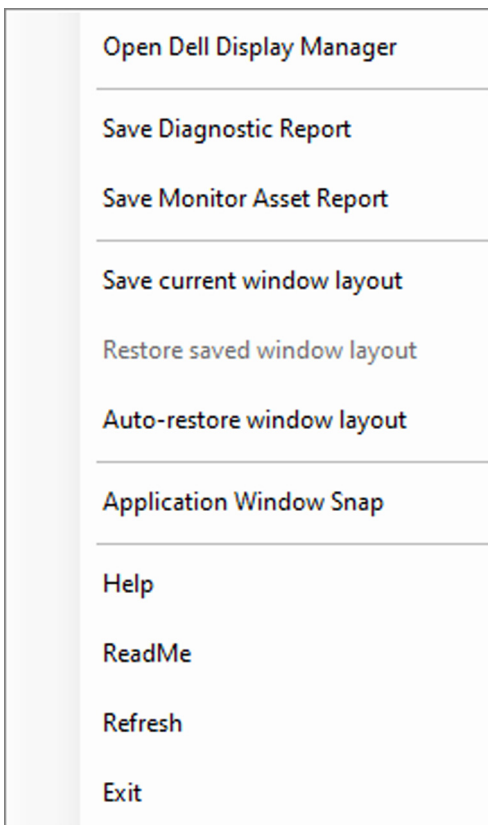 Open Dell Display Manager
Save Diagnostic Report
Save Monitor Asset Report
Save current window layout
Restore saved window layout
Auto-restore window layout
Application Window Snap
Help
ReadMe
Refresh
Exit